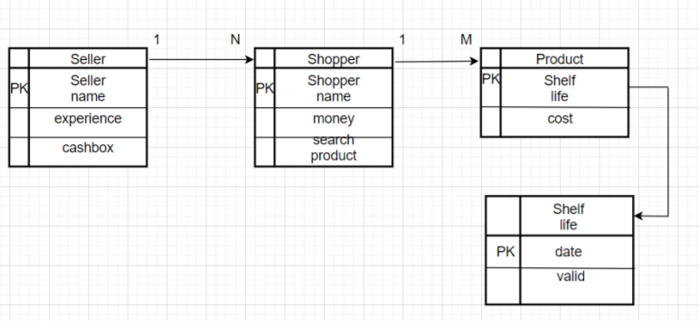 1 N 1 M
Seller
PK Seller
name
experience
cashbox
Shopper
PK Shopper
name
money
search
product
Product
PK Shelf
life
cost
Shelf
life
PK date
valid